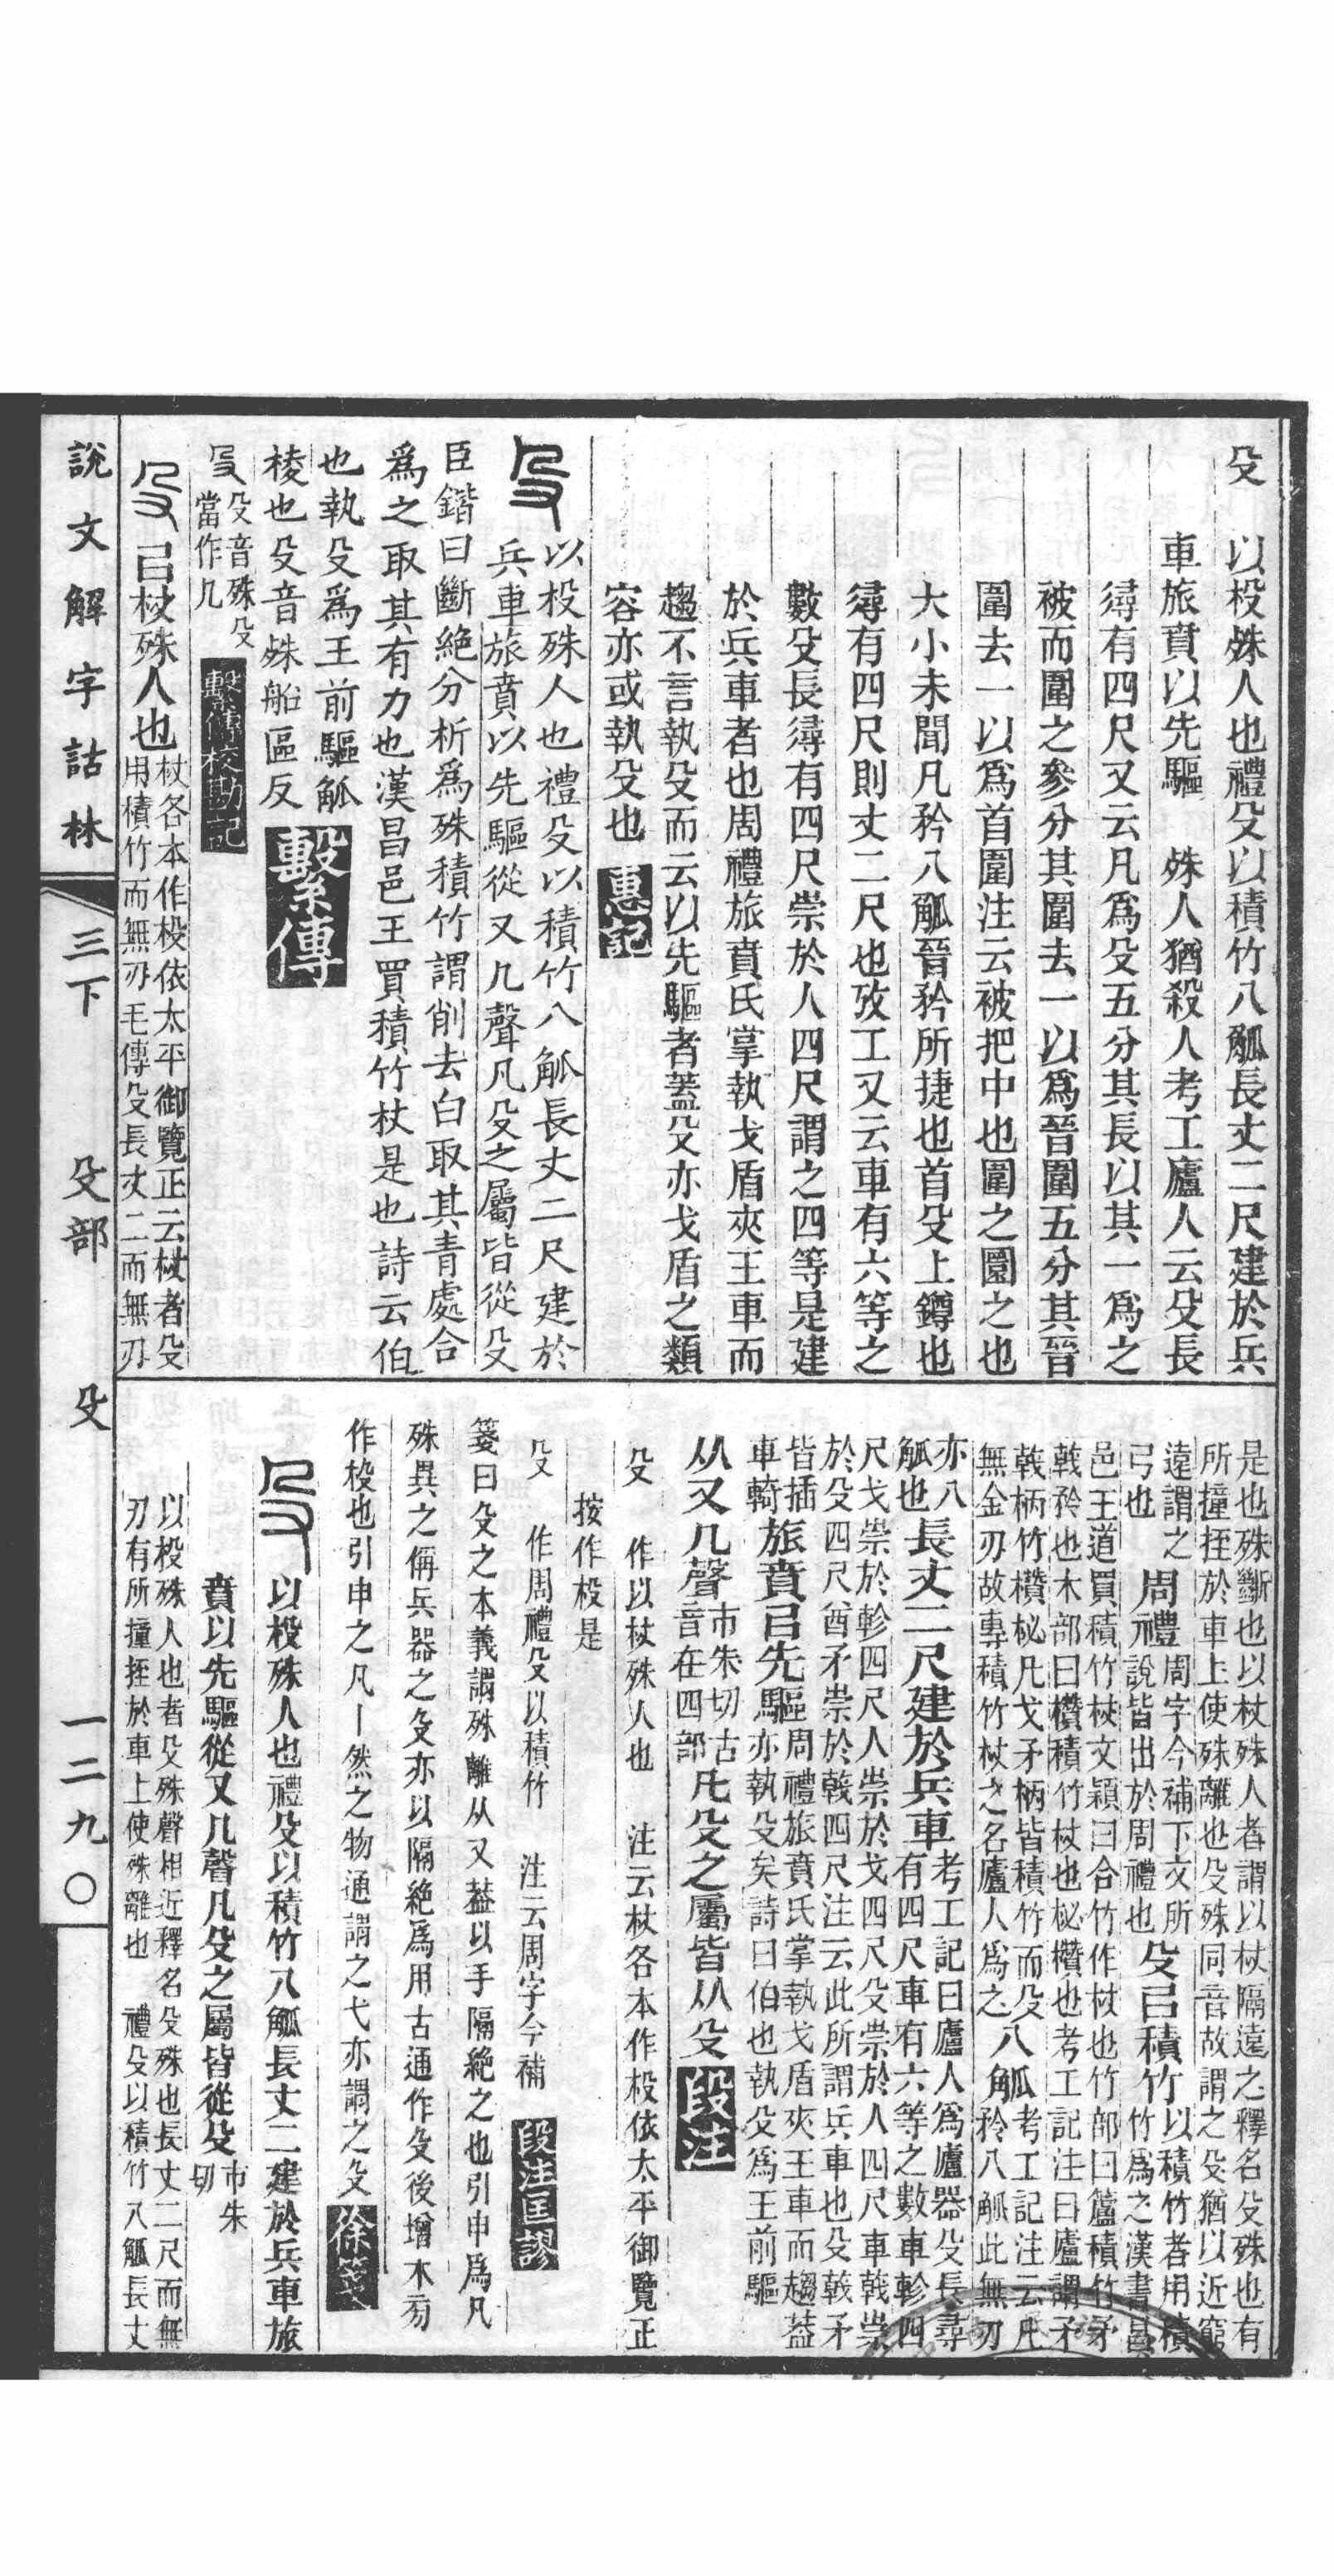 殳
以杸殊人也禮殳以積竹八觚長丈二尺建於兵
車旅賁以先驅　殊人猶殺人考工廬人云殳長
尋有四尺又云凡爲殳五分其長以其一爲之
被而圍之參分其圍去一以爲晉圍五分其晉
圍去一以爲首圍注云被把中也圍之圜之也
大小未聞凡矜八觚晉矜所捷也首殳上鐏也
尋有四尺則丈二尺也攷工又云車有六等之
數殳長尋有四尺崇於人四尺謂之四等是建
於兵車者也周禮旅賁氏掌執戈盾夾王車而
趨不言執殳而云以先驅者蓋殳亦戈盾之類
容亦或執殳也　惠記
殳
以杸殊人也禮殳以積竹八觚長丈二尺建於
兵車旅賁以先驅從又几聲凡殳之屬皆從殳
臣鍇曰斷絕分析爲殊積竹謂削去白取其青處合
爲之取其有力也漢昌邑王買積竹杖是也詩云伯
也執殳爲王前驅觚
棱也殳音殊船區反　繫傳
殳　殳音殊殳
當作几　繫傳校勘記
殳　㠯杖殊人也　杖各本作杸依太平御覽正云杖者殳
用積竹而無刃毛傳殳長丈二而無刃
是也殊斷也以杖殊人者謂以杖隔遠之釋名殳殊也有
所撞挃於車上使殊離也殳殊同音故謂之殳猶以近窮
遠謂之
弓也　周禮　周字今補下文所
說皆出於周禮也　殳㠯積竹　以積竹者用積
竹爲之漢書昌
邑王道買積竹杖文穎曰合竹作杖也竹部曰籚積竹矛
戟矜也木部曰欑積竹杖也柲欑也考工記注曰廬謂矛
戟柄竹欑柲凡戈矛柄皆積竹而殳
無金刃故專積竹杖之名廬人爲之　八觚　考工記注云凡
矜八觚此無刃
亦八
觚也　長丈二尺建於兵車　考工記曰廬人爲廬器殳長尋
有四尺車有六等之數車軫四
尺戈崇於軫四尺人崇於戈四尺殳崇於人四尺車戟崇
於殳四尺酋矛崇於戟四尺注云此所謂兵車也殳戟矛
皆插
車輢　旅賁㠯先驅　周禮旅賁氏掌執戈盾夾王車而趨葢
亦執殳矣詩曰伯也執殳爲王前驅
从又几聲　市朱切古
音在四部　凡殳之屬皆从殳　段注
殳　作以杖殊人也　注云杖各本作杸依太平御覽正
按作杸是
殳　作周禮殳以積竹　注云周字今補　段注匡謬
箋曰殳之本義謂殊離从又葢以手隔絶之也引申爲凡
殊異之偁兵器之殳亦以隔絶爲用古通作殳後增木㫄
作杸也引申之凡丨然之物通謂之弋亦謂之殳　徐箋
殳　以杸殊人也禮殳以積竹八觚長丈二建於兵車旅
賁以先驅從又几聲凡殳之屬皆從殳　市朱
切
以杸殊人也者殳殊聲相近釋名殳殊也長丈二尺而無
刃有所撞挃於車上使殊離也　禮殳以積竹八觚長丈
說文解字詁林　三下　殳部　殳　一二九〇